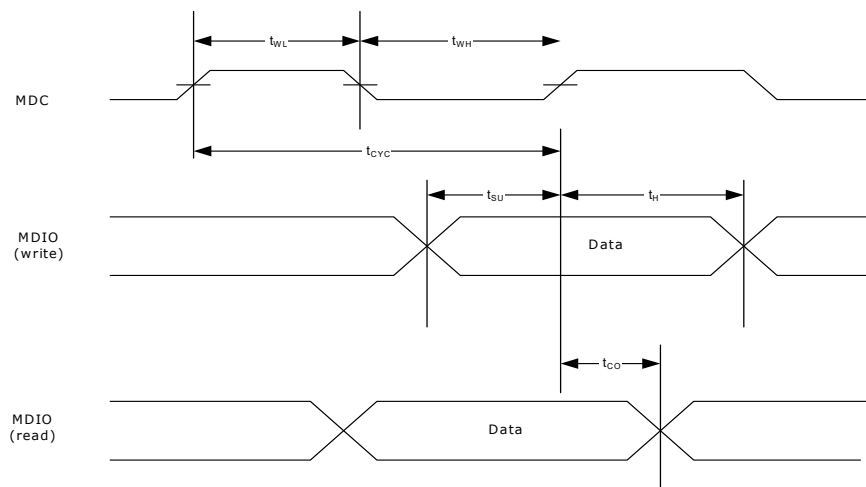 tWL
tWH
MDC
tCYC
tSU
tH
MDIO
(write)
Data
tCO
MDIO
(read)
Data